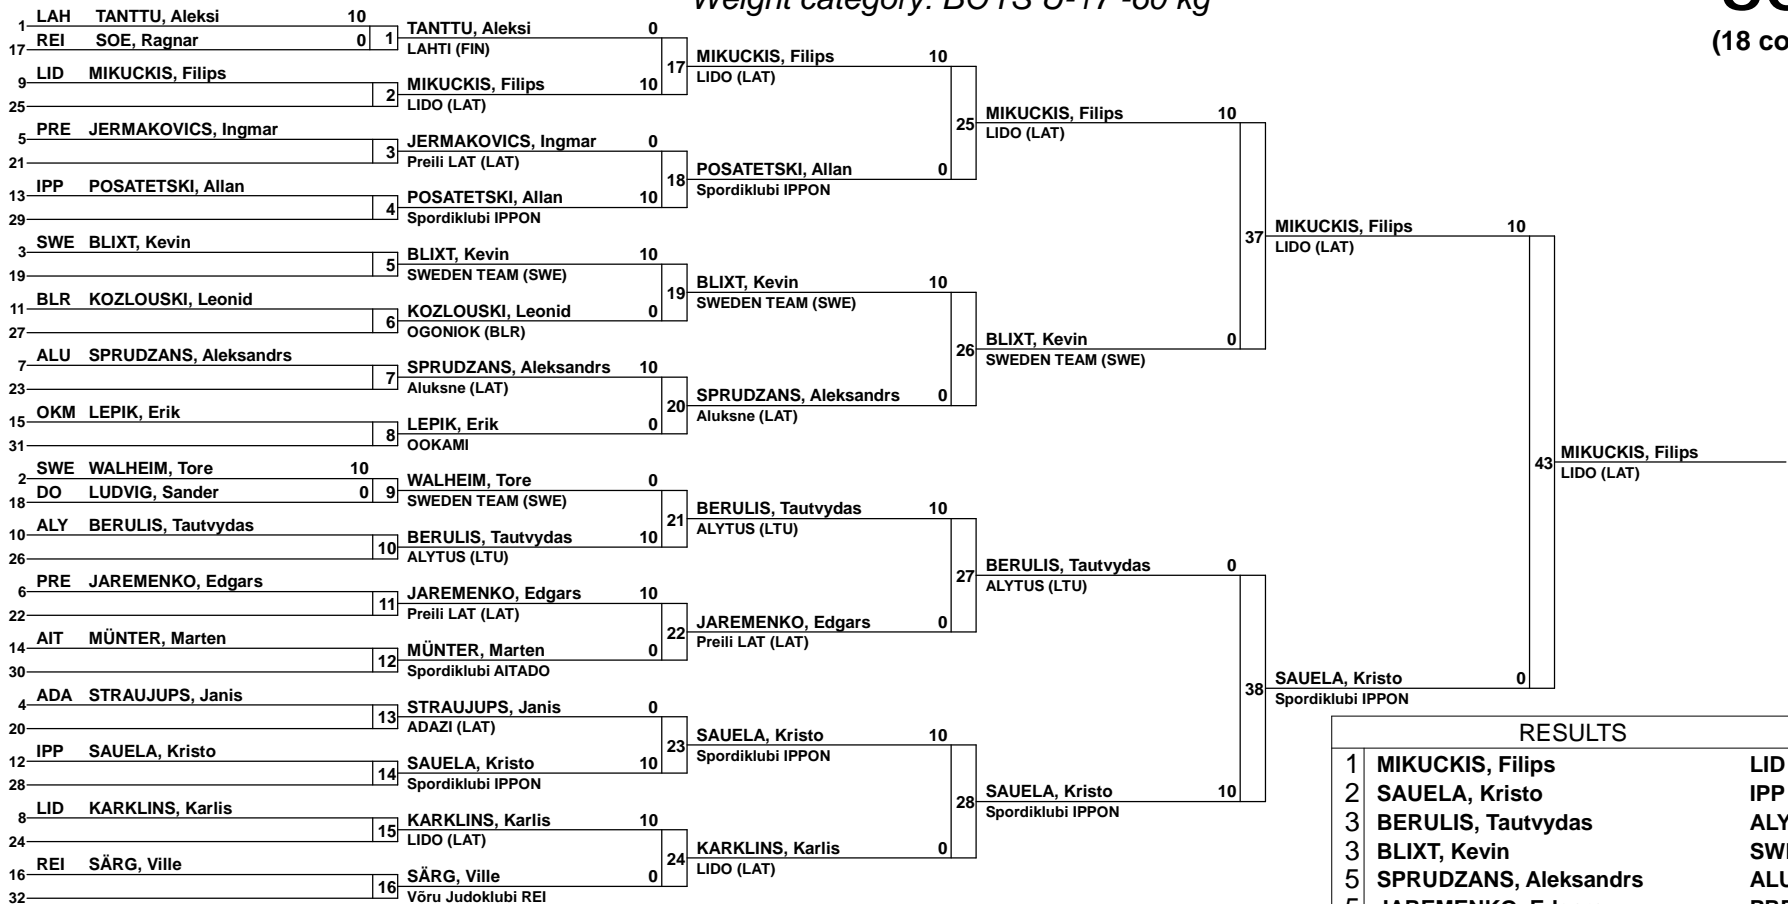 Weight category: BOYS U-17 -60 kg
(18 co
1 LAH TANTTU, Aleksi 10
17 REI SOE, Ragnar 0 1
9 LID MIKUCKIS, Filips
25 2
5 PRE JERMAKOVICS, Ingmar
21 3
13 IPP POSATETSKI, Allan
29 4
3 SWE BLIXT, Kevin
19 5
11 BLR KOZLOUSKI, Leonid
27 6
7 ALU SPRUDZANS, Aleksandrs
23 7
15 OKM LEPIK, Erik
31 8
2 SWE WALHEIM, Tore 10
18 DO LUDVIG, Sander 0 9
10 ALY BERULIS, Tautvydas
26 10
6 PRE JAREMENKO, Edgars
22 11
14 AIT MÜNTER, Marten
30 12
4 ADA STRAUJUPS, Janis
20 13
12 IPP SAUELA, Kristo
28 14
8 LID KARKLINS, Karlis
24 15
16 REI SÄRG, Ville
32 16
TANTTU, Aleksi 0
LAHTI (FIN)
17
MIKUCKIS, Filips 10
LIDO (LAT)
JERMAKOVICS, Ingmar 0
Preili LAT (LAT)
18
POSATETSKI, Allan 10
Spordiklubi IPPON
BLIXT, Kevin 10
SWEDEN TEAM (SWE)
19
KOZLOUSKI, Leonid 0
OGONIOK (BLR)
SPRUDZANS, Aleksandrs 10
Aluksne (LAT)
20
LEPIK, Erik 0
OOKAMI
WALHEIM, Tore 0
SWEDEN TEAM (SWE)
21
BERULIS, Tautvydas 10
ALYTUS (LTU)
JAREMENKO, Edgars 10
Preili LAT (LAT)
22
MÜNTER, Marten 0
Spordiklubi AITADO
STRAUJUPS, Janis 0
ADAZI (LAT)
23
SAUELA, Kristo 10
Spordiklubi IPPON
KARKLINS, Karlis 10
LIDO (LAT)
24
SÄRG, Ville 0
Võru Judoklubi REI
MIKUCKIS, Filips 10
LIDO (LAT)
25
POSATETSKI, Allan 0
Spordiklubi IPPON
BLIXT, Kevin 10
SWEDEN TEAM (SWE)
26
SPRUDZANS, Aleksandrs 0
Aluksne (LAT)
BERULIS, Tautvydas 10
ALYTUS (LTU)
27
JAREMENKO, Edgars 0
Preili LAT (LAT)
SAUELA, Kristo 10
Spordiklubi IPPON
28
KARKLINS, Karlis 0
LIDO (LAT)
MIKUCKIS, Filips 10
LIDO (LAT)
37
BLIXT, Kevin 0
SWEDEN TEAM (SWE)
BERULIS, Tautvydas 0
ALYTUS (LTU)
38
SAUELA, Kristo 10
Spordiklubi IPPON
MIKUCKIS, Filips 10
LIDO (LAT)
43
SAUELA, Kristo 0
Spordiklubi IPPON
MIKUCKIS, Filips
LIDO (LAT)
RESULTS
1 MIKUCKIS, Filips LID
2 SAUELA, Kristo IPP
3 BERULIS, Tautvydas ALY
3 BLIXT, Kevin SWE
5 SPRUDZANS, Aleksandrs ALU